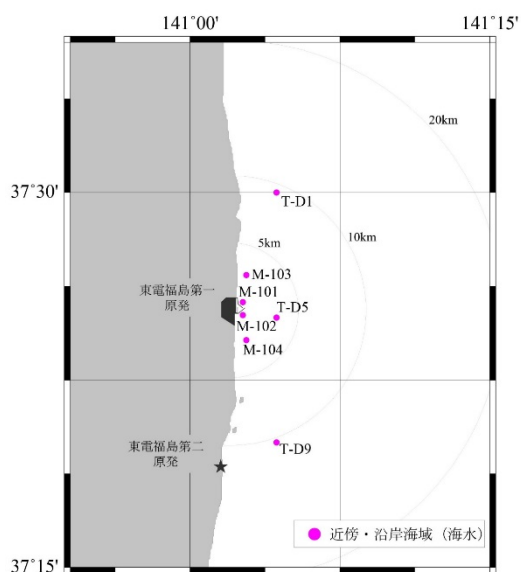 141°00'
141°15'
20km
37°30'
T-D1
5km
10km
M-103
東電福島第一
原発
M-101
T-D5
M-102
M-104
東電福島第二
原発
T-D9
近傍・沿岸海域（海水）
37°15'